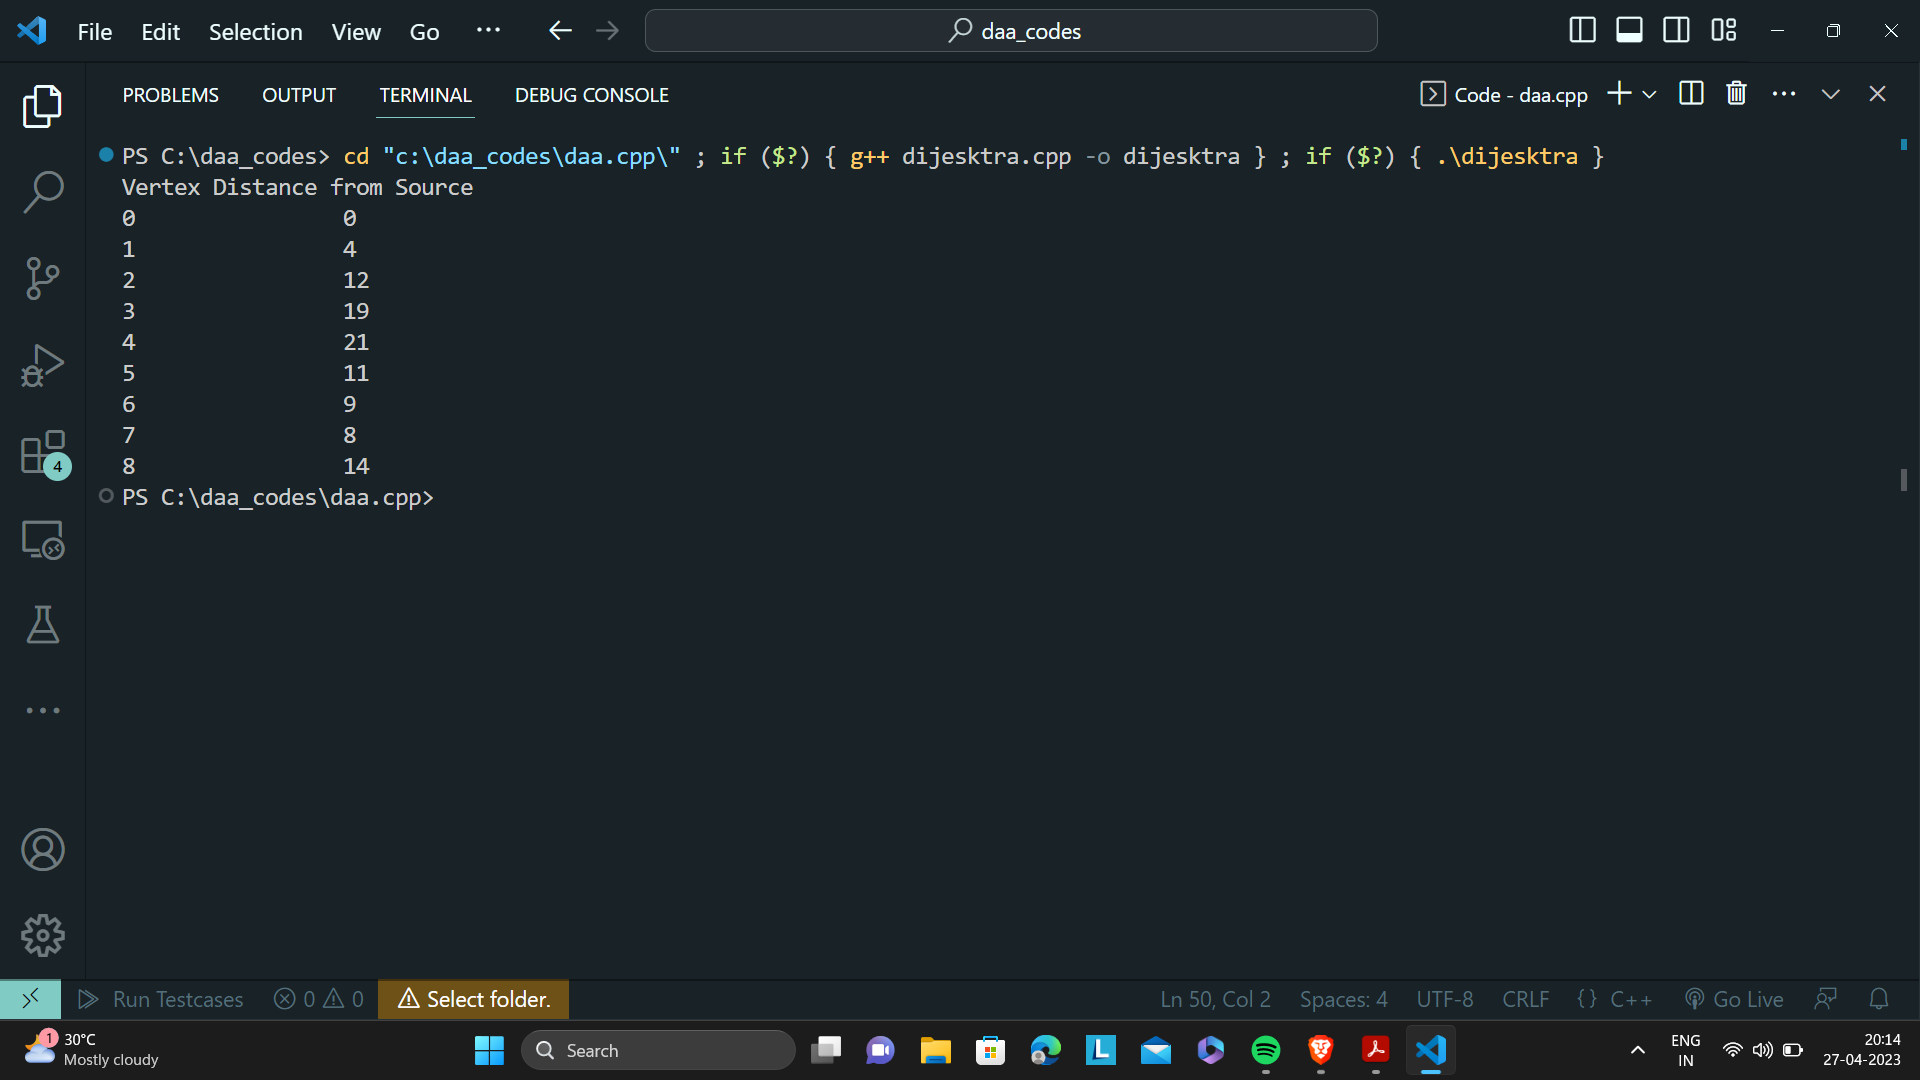 File Edit Selection View Go ··· daa_codes
PROBLEMS OUTPUT TERMINAL DEBUG CONSOLE Code - daa.cpp
PS C:\daa_codes> cd "c:\daa_codes\daa.cpp\" ; if ($?) { g++ dijesktra.cpp -o dijesktra } ; if ($?) { .\dijesktra }
Vertex Distance from Source
0 0
1 4
2 12
3 19
4 21
5 11
6 9
7 8
8 14
PS C:\daa_codes\daa.cpp>
4
Run Testcases 0 0 Select folder. Ln 50, Col 2 Spaces: 4 UTF-8 CRLF {} C++ Go Live
1 30°C
Mostly cloudy
Search
L
ENG
IN
20:14
27-04-2023